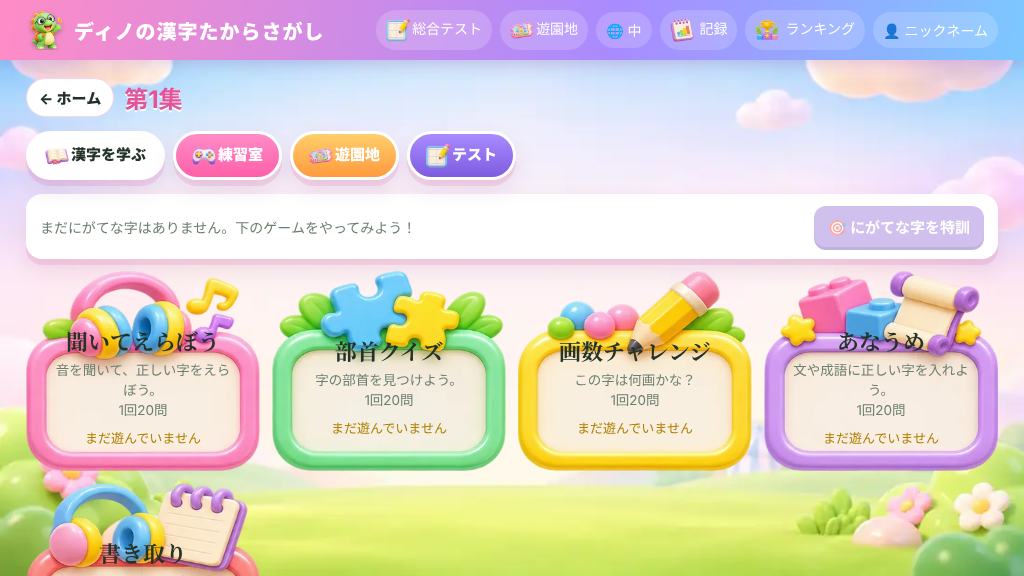 ディノの漢字たからさがし
総合テスト
遊園地
中
記録
ランキング
ニックネーム
← ホーム
第1集
漢字を学ぶ
練習室
遊園地
テスト
まだにがてな字はありません。下のゲームをやってみよう！
にがてな字を特訓
聞いてえらぼう
音を聞いて、正しい字をえら
ぼう。
1回20問
まだ遊んでいません
部首クイズ
字の部首を見つけよう。
1回20問
まだ遊んでいません
画数チャレンジ
この字は何画かな？
1回20問
まだ遊んでいません
あなうめ
文や成語に正しい字を入れよ
う。
1回20問
まだ遊んでいません
書き取り